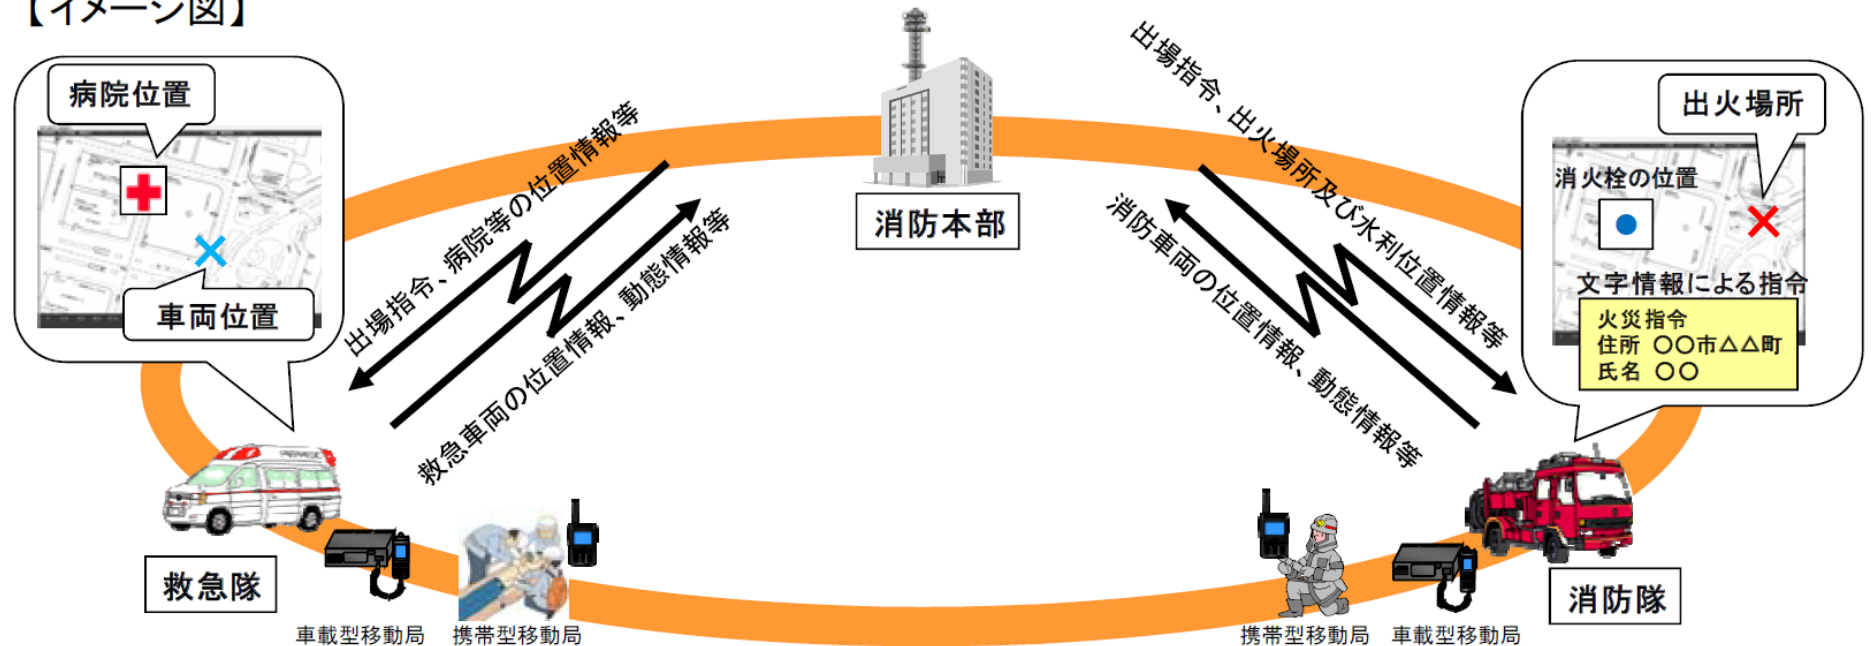 【イメージ図】
病院位置
車両位置
出場指令、病院等の位置情報等
救急車両の位置情報、動態情報等
消防本部
出場指令、出火場所及び水利位置情報等
消防車両の位置情報、動態情報等
出火場所
消火栓の位置
文字情報による指令
火災指令
住所 〇〇市△△町
氏名 〇〇
救急隊
車載型移動局
携帯型移動局
携帯型移動局
車載型移動局
消防隊